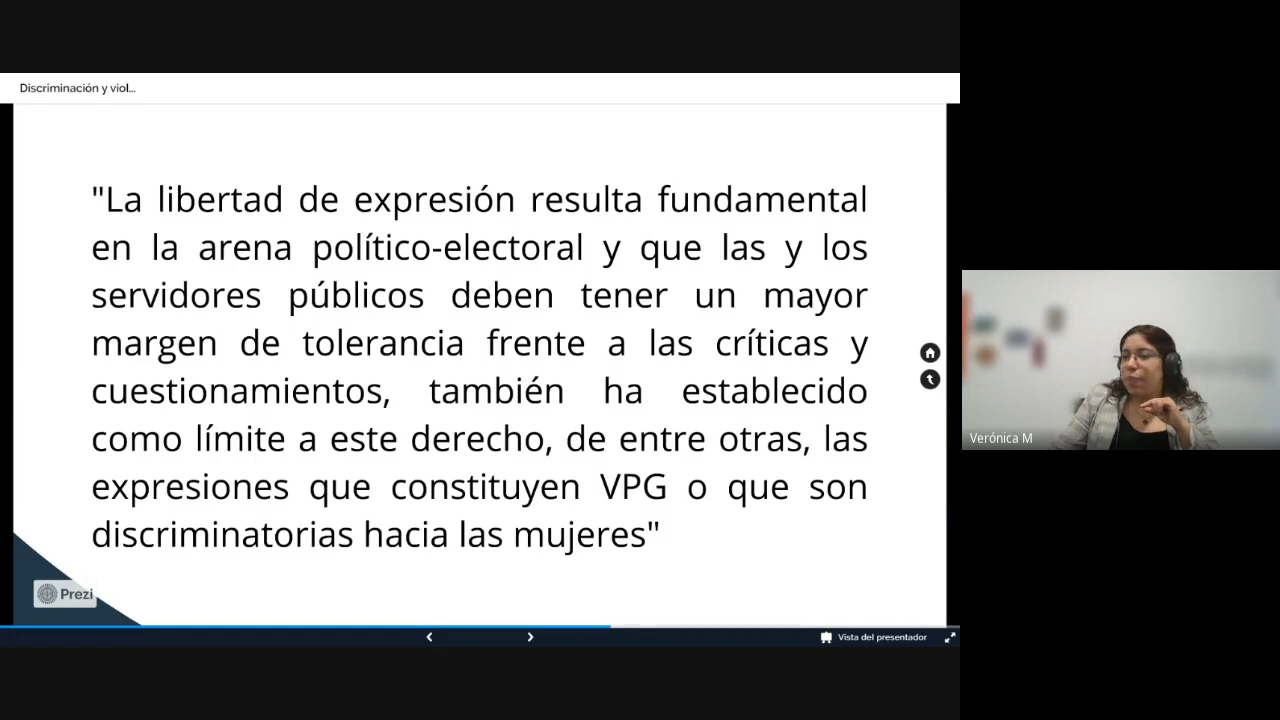 Discriminación y viol...
"La libertad de expresión resulta fundamental
en la arena político-electoral y que las y los
servidores públicos deben tener un mayor
margen de tolerancia frente a las críticas y
cuestionamientos, también ha establecido
como límite a este derecho, de entre otras, las
expresiones que constituyen VPG o que son
discriminatorias hacia las mujeres"
Prezi
Vista del presentador
Verónica M